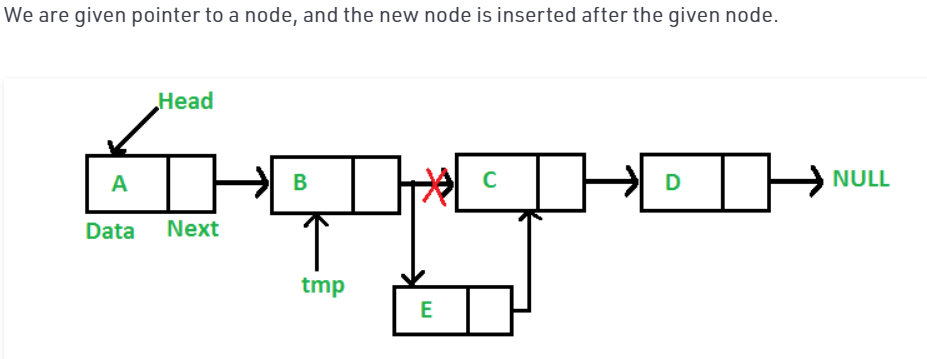 We are given pointer to a node, and the new node is inserted after the given node.
Head
A
B
C
D
NULL
Data
Next
tmp
E